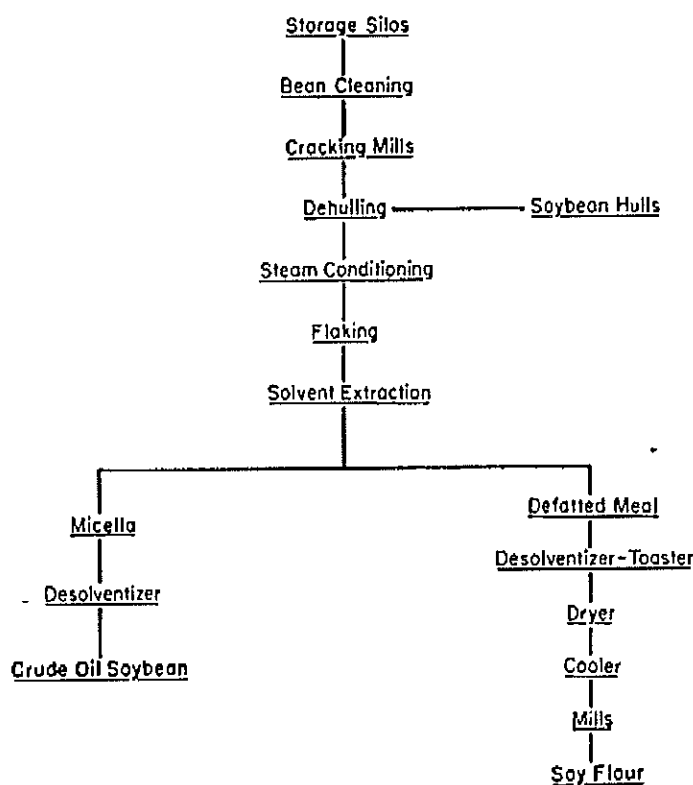 Storage Silos
Bean Cleaning
Cracking Mills
Dehulling
Soybean Hulls
Steam Conditioning
Flaking
Solvent Extraction
Micella
Desolventizer
Crude Oil Soybean
Defatted Meal
Desolventizer-Toaster
Dryer
Cooler
Mills
Soy Flour